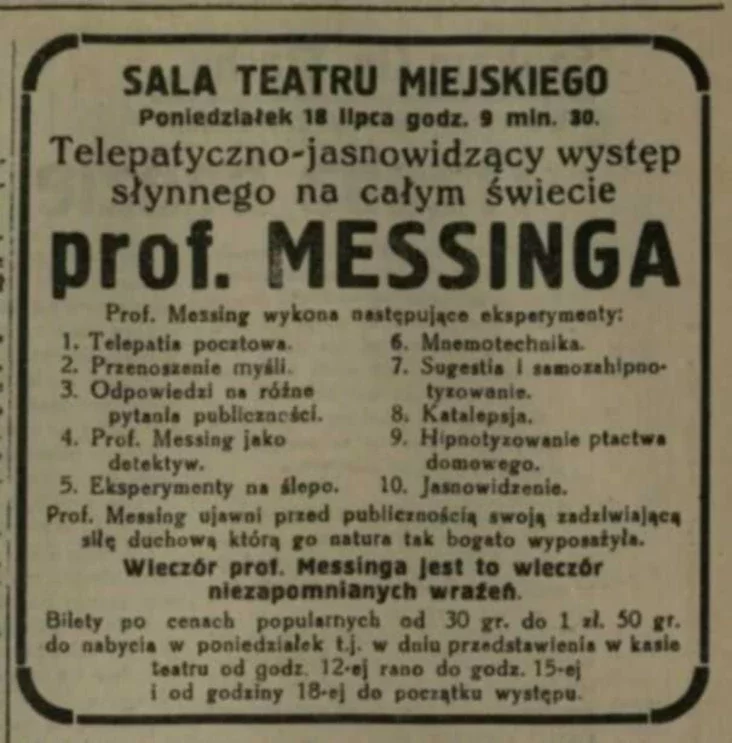 SALA TEATRU MIEJSKIEGO
Poniedziałek 18 lipca godz. 9 min. 30.
Telepatyczno-jasnowidzący występ
słynnego na całym świecie
prof. MESSINGA
Prof. Messing wykona następujące eksperymenty:
1. Telepatia pocztowa.
2. Przenoszenie myśli.
3. Odpowiedzi na różne
pytania publiczności.
4. Prof. Messing jako
detektyw.
5. Eksperymenty na ślepo.
6. Mnemotechnika.
7. Sugestia i samozahipno-
tyzowanie.
8. Katalepsja.
9. Hipnotyzowanie ptactwa
domowego.
10. Jasnowidzenie.
Prof. Messing ujawni przed publicznością swoją zadziwiającą
siłę duchową którą go natura tak bogato wyposażyła.
Wieczór prof. Messinga jest to wieczór
niezapomnianych wrażeń.
Bilety po cenach popularnych od 30 gr. do 1 zł. 50 gr.
do nabycia w poniedziałek t.j. w dniu przedstawienia w kasie
teatru od godz. 12-ej rano do godz. 15-ej
i od godziny 18-ej do początku występu.